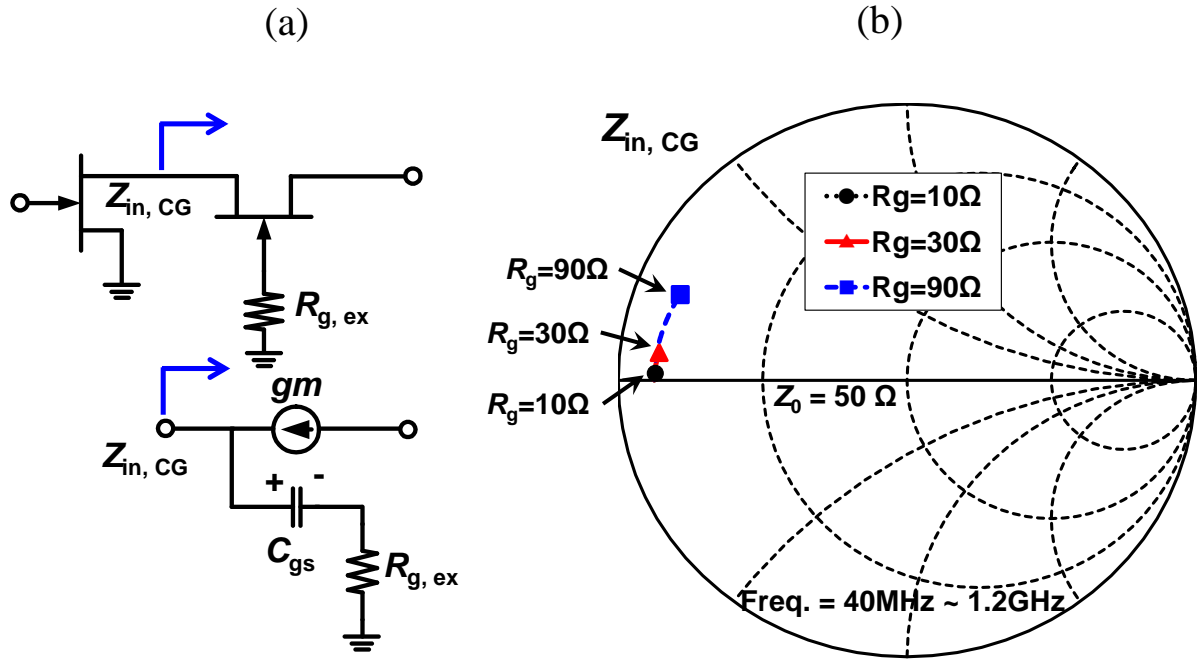 (a)
Zin, CG
Rg, ex
gm
Zin, CG
+ -
Cgs
Rg, ex
(b)
Zin, CG
Rg=10Ω
Rg=30Ω
Rg=90Ω
Rg=90Ω
Rg=30Ω
Rg=10Ω
Z0 = 50 Ω
Freq. = 40MHz ~ 1.2GHz